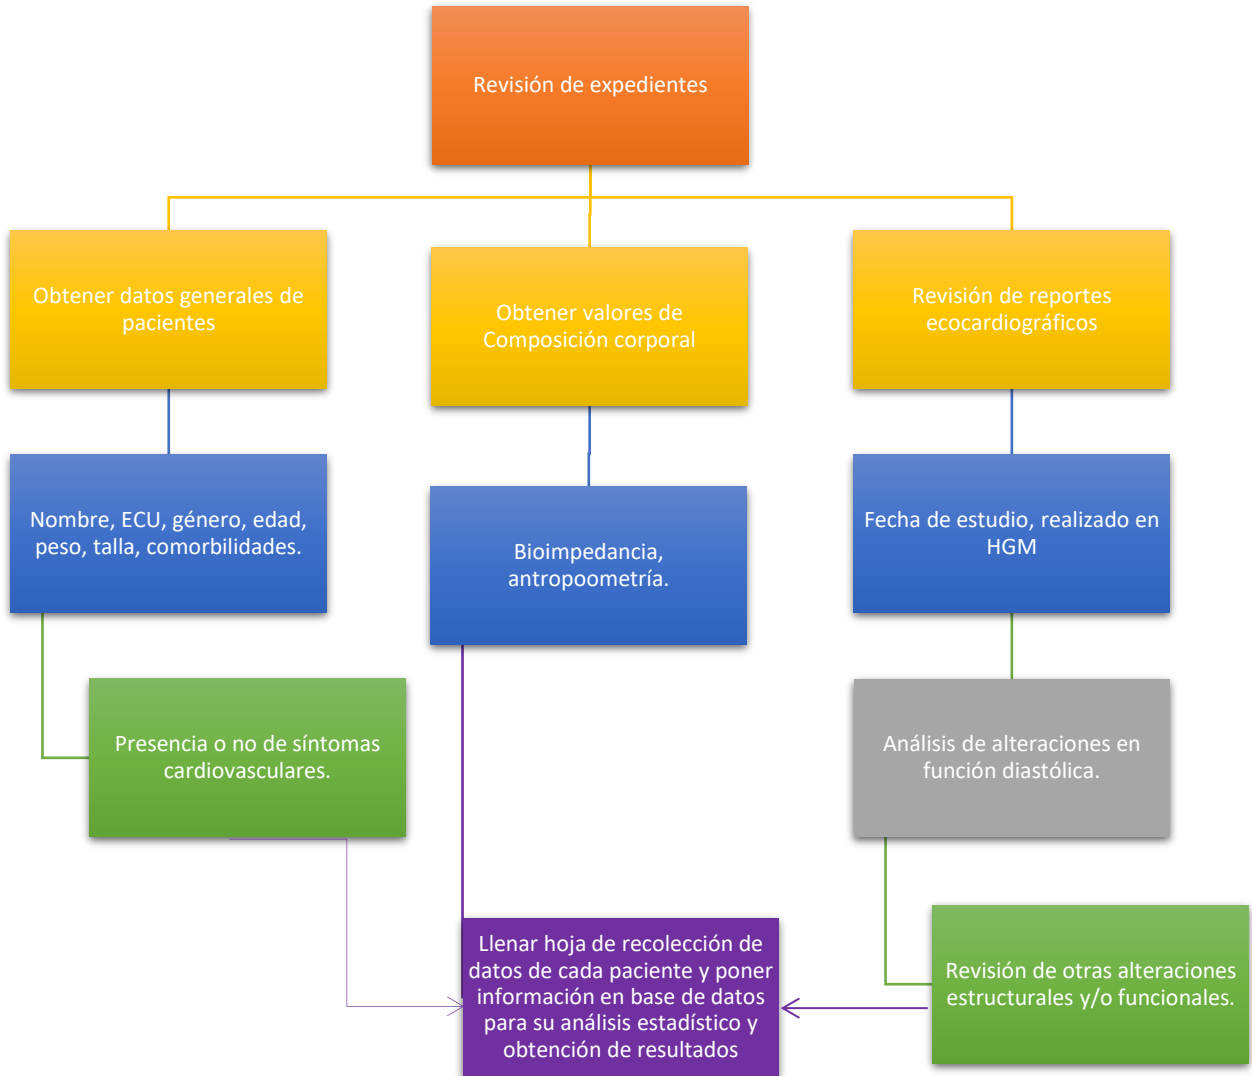 Revisión de expedientes
Obtener datos generales de
pacientes
Obtener valores de
Composición corporal
Revisión de reportes
ecocardiográficos
Nombre, ECU, género, edad,
peso, talla, comorbilidades.
Bioimpedancia,
antropoometría.
Fecha de estudio, realizado en
HGM
Presencia o no de síntomas
cardiovasculares.
Análisis de alteraciones en
función diastólica.
Llenar hoja de recolección de
datos de cada paciente y poner
información en base de datos
para su análisis estadístico y
obtención de resultados
Revisión de otras alteraciones
estructurales y/o funcionales.